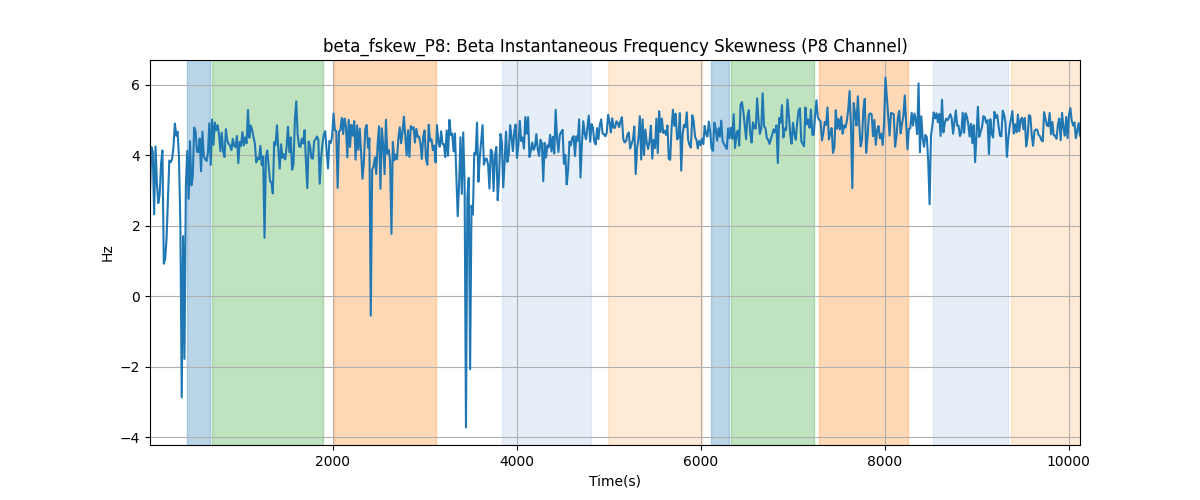 beta_fskew_P8: Beta Instantaneous Frequency Skewness (P8 Channel)
Hz
6
4
2
0
−2
−4
2000 4000 6000 8000 10000
Time(s)